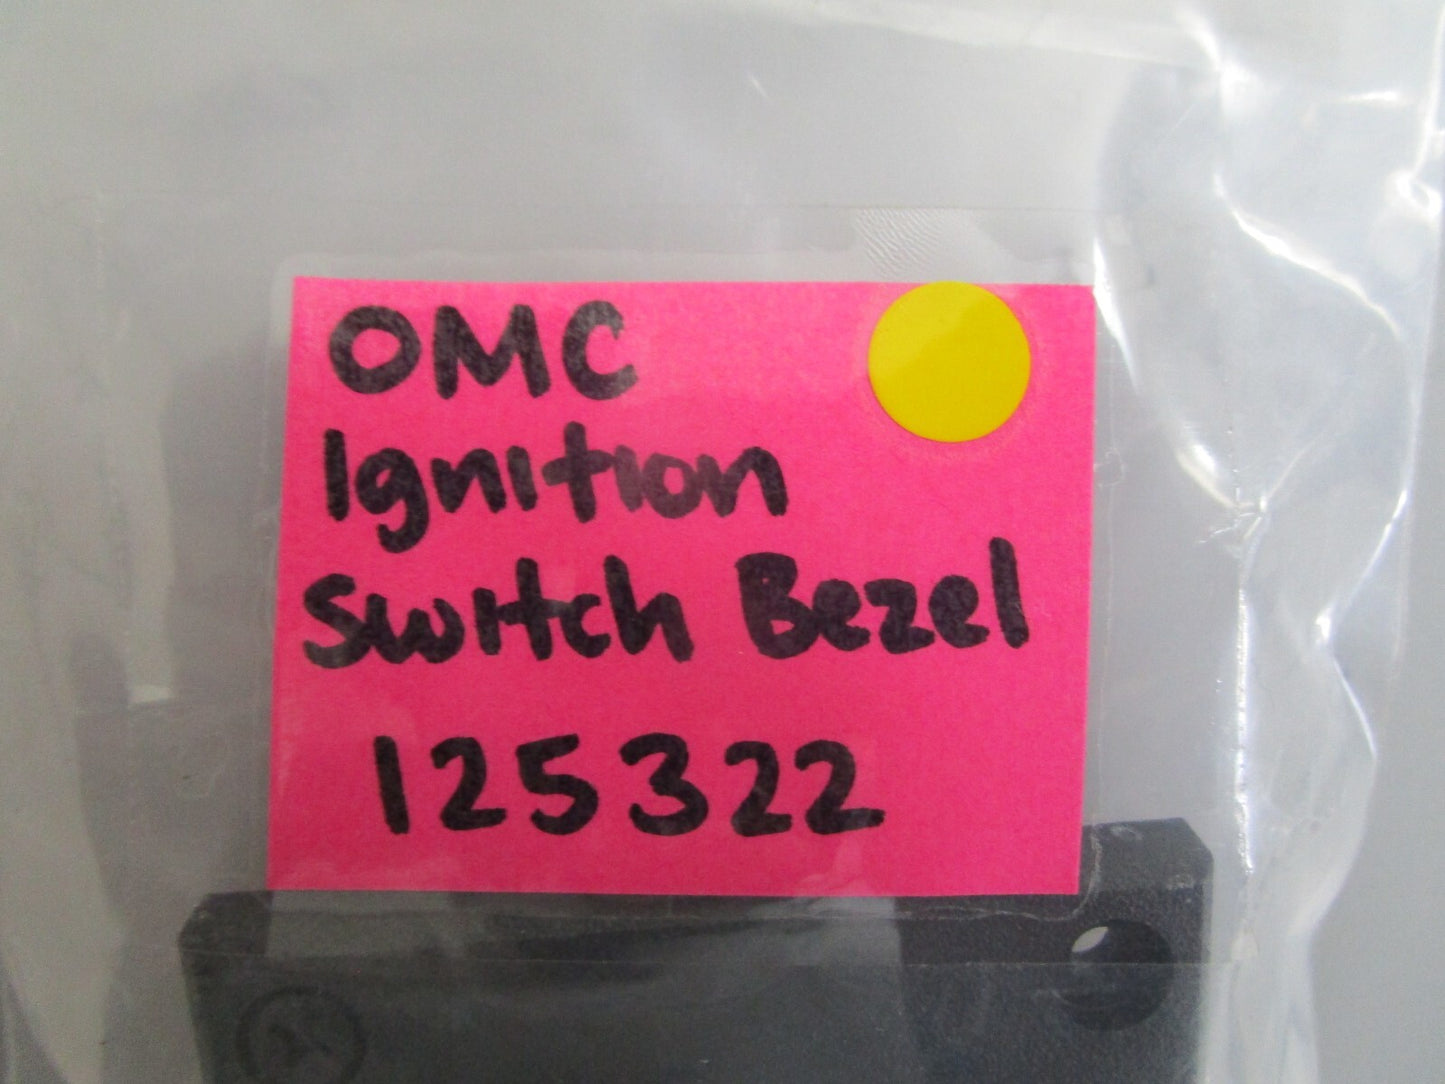 OMC
Ignition
Switch Bezel
125322